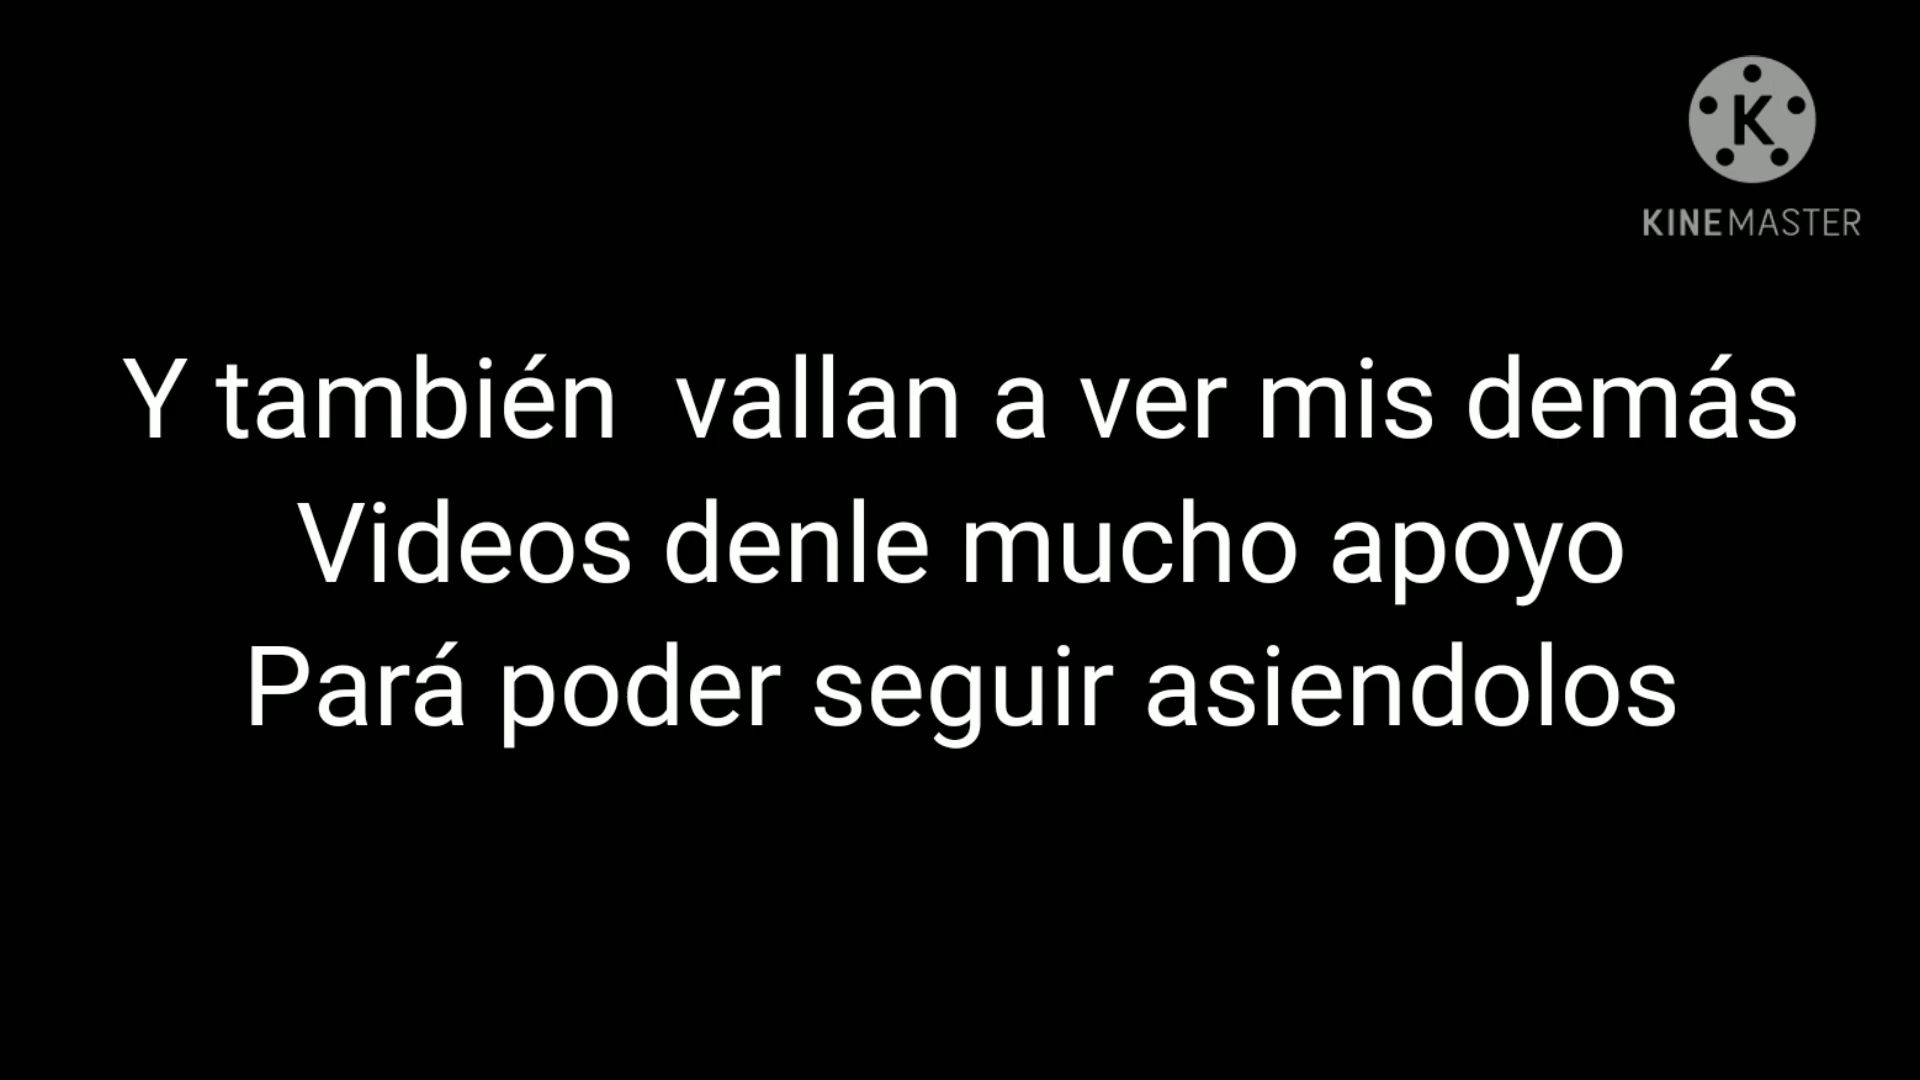 K
KINEMASTER
Y también  vallan a ver mis demás
Videos denle mucho apoyo
Pará poder seguir asiendolos